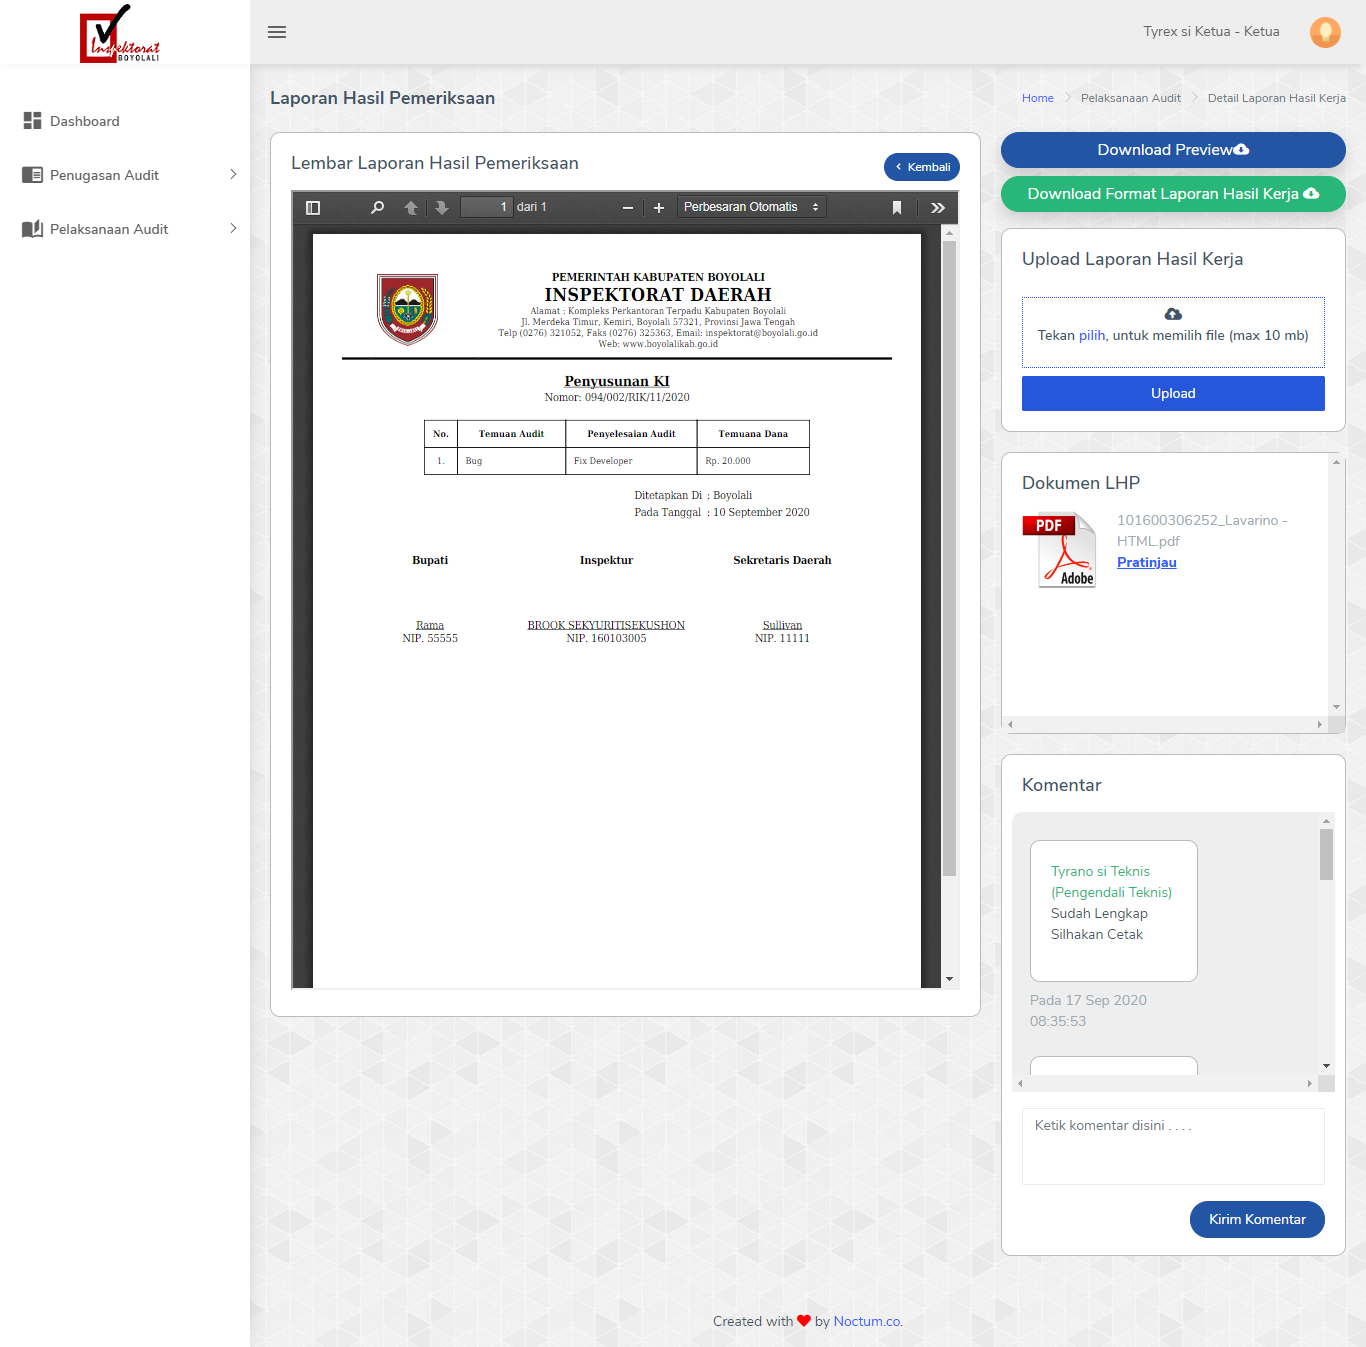 Inspektorat
BOYOLALI
Tyrex si Ketua - Ketua
Dashboard
Penugasan Audit
Pelaksanaan Audit
Laporan Hasil Pemeriksaan
Home
Pelaksanaan Audit
Detail Laporan Hasil Kerja
Lembar Laporan Hasil Pemeriksaan
Kembali
1 dari 1
Perbesaran Otomatis
PEMERINTAH KABUPATEN BOYOLALI
INSPEKTORAT DAERAH
Alamat : Kompleks Perkantoran Terpadu Kabupaten Boyolali
Jl. Merdeka Timur, Kemiri, Boyolali 57321, Provinsi Jawa Tengah
Telp (0276) 321052, Faks (0276) 325363, Email: inspektorat@boyolali.go.id
Web: www.boyolalikab.go.id
Penyusunan KI
Nomor: 094/002/RIK/11/2020
No. Temuan Audit Penyelesaian Audit Temuana Dana
1. Bug Fix Developer Rp. 20.000
Ditetapkan Di : Boyolali
Pada Tanggal : 10 September 2020
Bupati Inspektur Sekretaris Daerah
Rama BROOK SEKYURITISEKUSHON Sullivan
NIP. 55555 NIP. 160103005 NIP. 11111
Download Preview
Download Format Laporan Hasil Kerja
Upload Laporan Hasil Kerja
Tekan pilih, untuk memilih file (max 10 mb)
Upload
Dokumen LHP
PDF
Adobe
101600306252_Lavarino -
HTML.pdf
Pratinjau
Komentar
Tyrano si Teknis
(Pengendali Teknis)
Sudah Lengkap
Silhakan Cetak
Pada 17 Sep 2020
08:35:53
Ketik komentar disini . . . .
Kirim Komentar
Created with by Noctum.co.